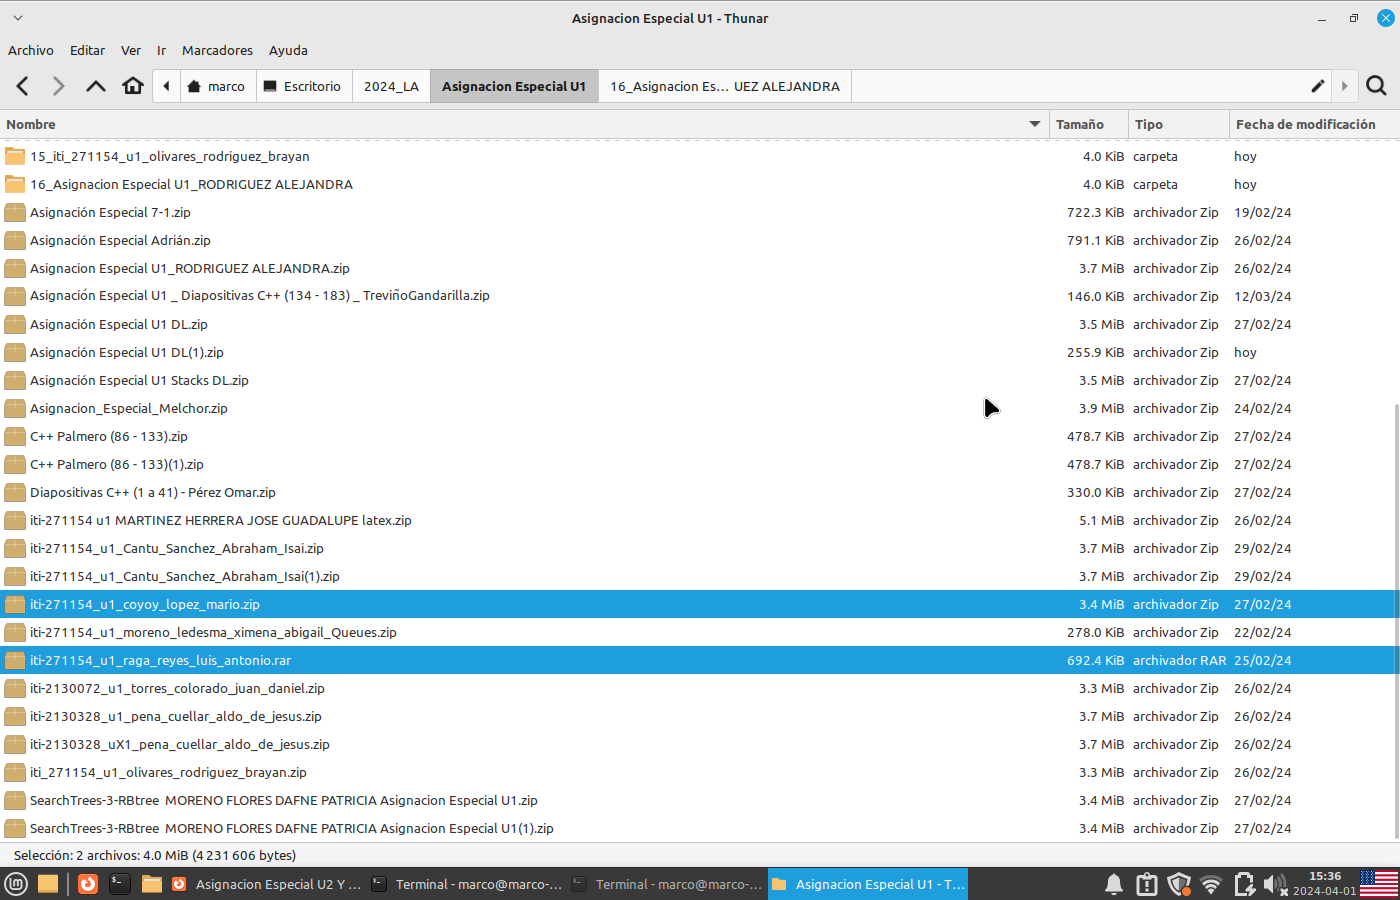 Asignacion Especial U1 - Thunar
Archivo Editar Ver Ir Marcadores Ayuda
marco Escritorio 2024_LA Asignacion Especial U1 16_Asignacion Es... UEZ ALEJANDRA
Nombre Tamaño Tipo Fecha de modificación
15_iti_271154_u1_olivares_rodriguez_brayan 4.0 KiB carpeta hoy
16_Asignacion Especial U1_RODRIGUEZ ALEJANDRA 4.0 KiB carpeta hoy
Asignación Especial 7-1.zip 722.3 KiB archivador Zip 19/02/24
Asignación Especial Adrián.zip 791.1 KiB archivador Zip 26/02/24
Asignacion Especial U1_RODRIGUEZ ALEJANDRA.zip 3.7 MiB archivador Zip 26/02/24
Asignación Especial U1 _ Diapositivas C++ (134 - 183) _ TreviñoGandarilla.zip 146.0 KiB archivador Zip 12/03/24
Asignación Especial U1 DL.zip 3.5 MiB archivador Zip 27/02/24
Asignación Especial U1 DL(1).zip 255.9 KiB archivador Zip hoy
Asignación Especial U1 Stacks DL.zip 3.5 MiB archivador Zip 27/02/24
Asignacion_Especial_Melchor.zip 3.9 MiB archivador Zip 24/02/24
C++ Palmero (86 - 133).zip 478.7 KiB archivador Zip 27/02/24
C++ Palmero (86 - 133)(1).zip 478.7 KiB archivador Zip 27/02/24
Diapositivas C++ (1 a 41) - Pérez Omar.zip 330.0 KiB archivador Zip 27/02/24
iti-271154 u1 MARTINEZ HERRERA JOSE GUADALUPE latex.zip 5.1 MiB archivador Zip 26/02/24
iti-271154_u1_Cantu_Sanchez_Abraham_Isai.zip 3.7 MiB archivador Zip 29/02/24
iti-271154_u1_Cantu_Sanchez_Abraham_Isai(1).zip 3.7 MiB archivador Zip 29/02/24
iti-271154_u1_coyoy_lopez_mario.zip 3.4 MiB archivador Zip 27/02/24
iti-271154_u1_moreno_ledesma_ximena_abigail_Queues.zip 278.0 KiB archivador Zip 22/02/24
iti-271154_u1_raga_reyes_luis_antonio.rar 692.4 KiB archivador RAR 25/02/24
iti-2130072_u1_torres_colorado_juan_daniel.zip 3.3 MiB archivador Zip 26/02/24
iti-2130328_u1_pena_cuellar_aldo_de_jesus.zip 3.7 MiB archivador Zip 26/02/24
iti-2130328_uX1_pena_cuellar_aldo_de_jesus.zip 3.7 MiB archivador Zip 26/02/24
iti_271154_u1_olivares_rodriguez_brayan.zip 3.3 MiB archivador Zip 26/02/24
SearchTrees-3-RBtree  MORENO FLORES DAFNE PATRICIA Asignacion Especial U1.zip 3.4 MiB archivador Zip 27/02/24
SearchTrees-3-RBtree  MORENO FLORES DAFNE PATRICIA Asignacion Especial U1(1).zip 3.4 MiB archivador Zip 27/02/24
Selección: 2 archivos: 4.0 MiB (4 231 606 bytes)
Asignacion Especial U2 Y ... Terminal - marco@marco-... Terminal - marco@marco-... Asignacion Especial U1 - T... 15:36
2024-04-01